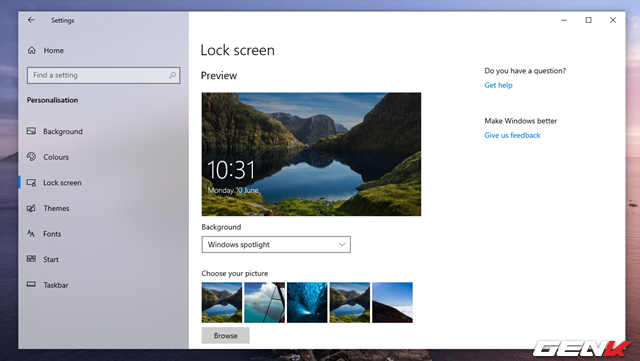 Settings
Home
Find a setting
Personalisation
Background
Colours
Lock screen
Themes
Fonts
Start
Taskbar
Lock screen
Preview
10:31
Monday 10 June
Background
Windows spotlight
Choose your picture
Browse
Do you have a question?
Get help
Make Windows better
Give us feedback
GENK